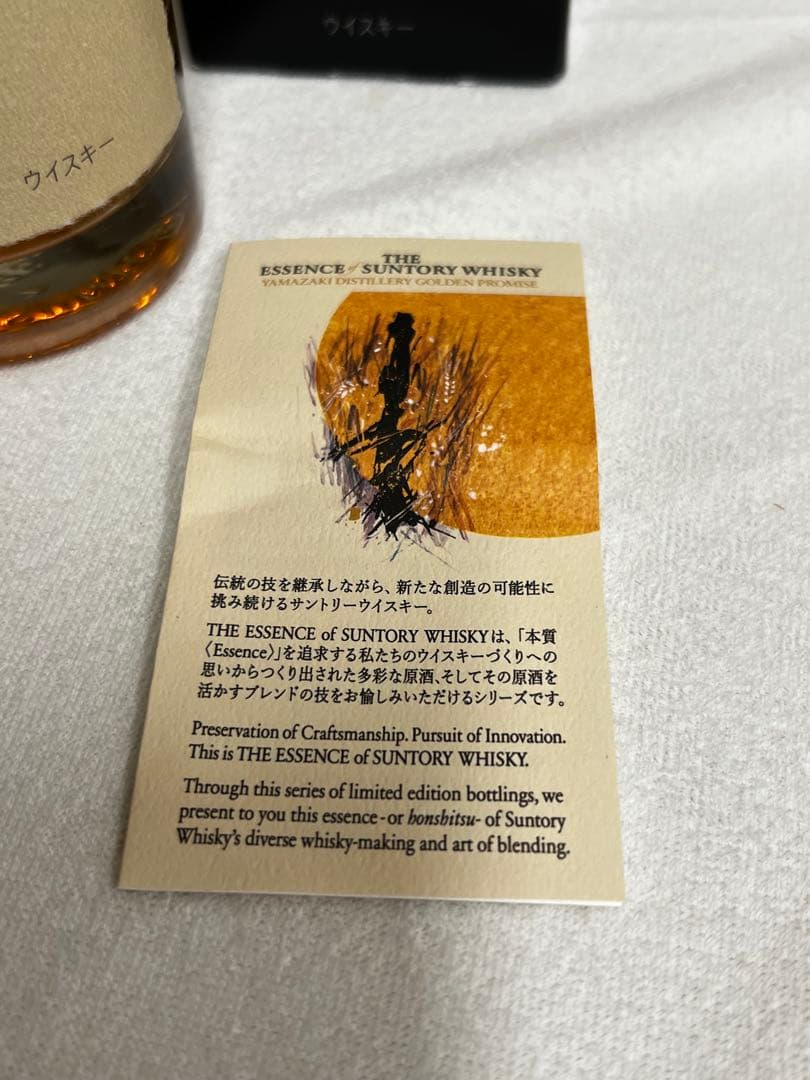 ウイスキー
ウイスキー
THE
ESSENCE of SUNTORY WHISKY
YAMAZAKI DISTILLERY GOLDEN PROMISE
伝統の技を継承しながら、新たな創造の可能性に
挑み続けるサントリーウイスキー。
THE ESSENCE of SUNTORY WHISKYは、「本質
〈Essence〉」を追求する私たちのウイスキーづくりへの
思いからつくり出された多彩な原酒、そしてその原酒を
活かすブレンドの技をお愉しみいただけるシリーズです。
Preservation of Craftsmanship. Pursuit of Innovation.
This is THE ESSENCE of SUNTORY WHISKY.
Through this series of limited edition bottlings, we
present to you this essence - or honshitsu - of Suntory
Whisky's diverse whisky-making and art of blending.